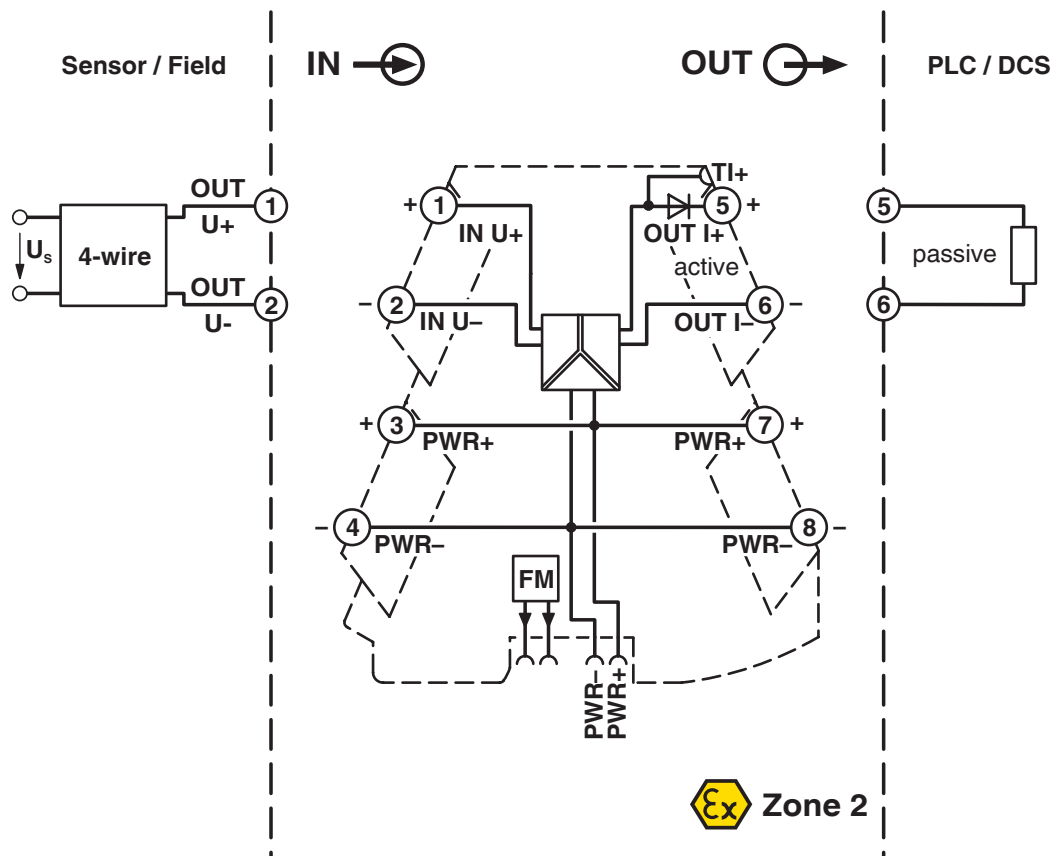 Sensor / Field
IN
OUT
PLC / DCS
TI+
OUT
U+
1
+ 1
5 +
5
IN U+
OUT I+
Us
4-wire
active
passive
OUT
U-
2
– 2
6 –
6
IN U–
OUT I–
+ 3
7 +
PWR+
PWR+
– 4
8 –
PWR–
PWR–
FM
PWR–
PWR+
Ex Zone 2